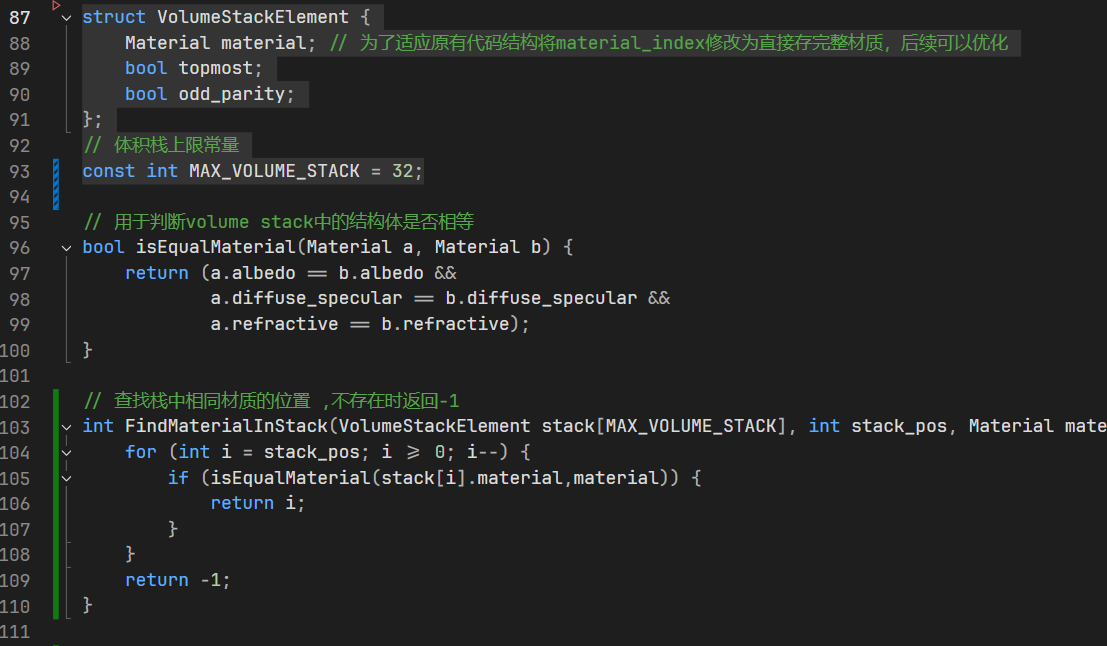 87 struct VolumeStackElement {
88 Material material; // 为了适应原有代码结构将material_index修改为直接存完整材质，后续可以优化
89 bool topmost;
90 bool odd_parity;
91 };
92 // 体积栈上限常量
93 const int MAX_VOLUME_STACK = 32;
94
95 // 用于判断volume stack中的结构体是否相等
96 bool isEqualMaterial(Material a, Material b) {
97 return (a.albedo == b.albedo &&
98 a.diffuse_specular == b.diffuse_specular &&
99 a.refractive == b.refractive);
100 }
101
102 // 查找栈中相同材质的位置 ,不存在时返回-1
103 int FindMaterialInStack(VolumeStackElement stack[MAX_VOLUME_STACK], int stack_pos, Material mate
104 for (int i = stack_pos; i >= 0; i--) {
105 if (isEqualMaterial(stack[i].material,material)) {
106 return i;
107 }
108 }
109 return -1;
110 }
111